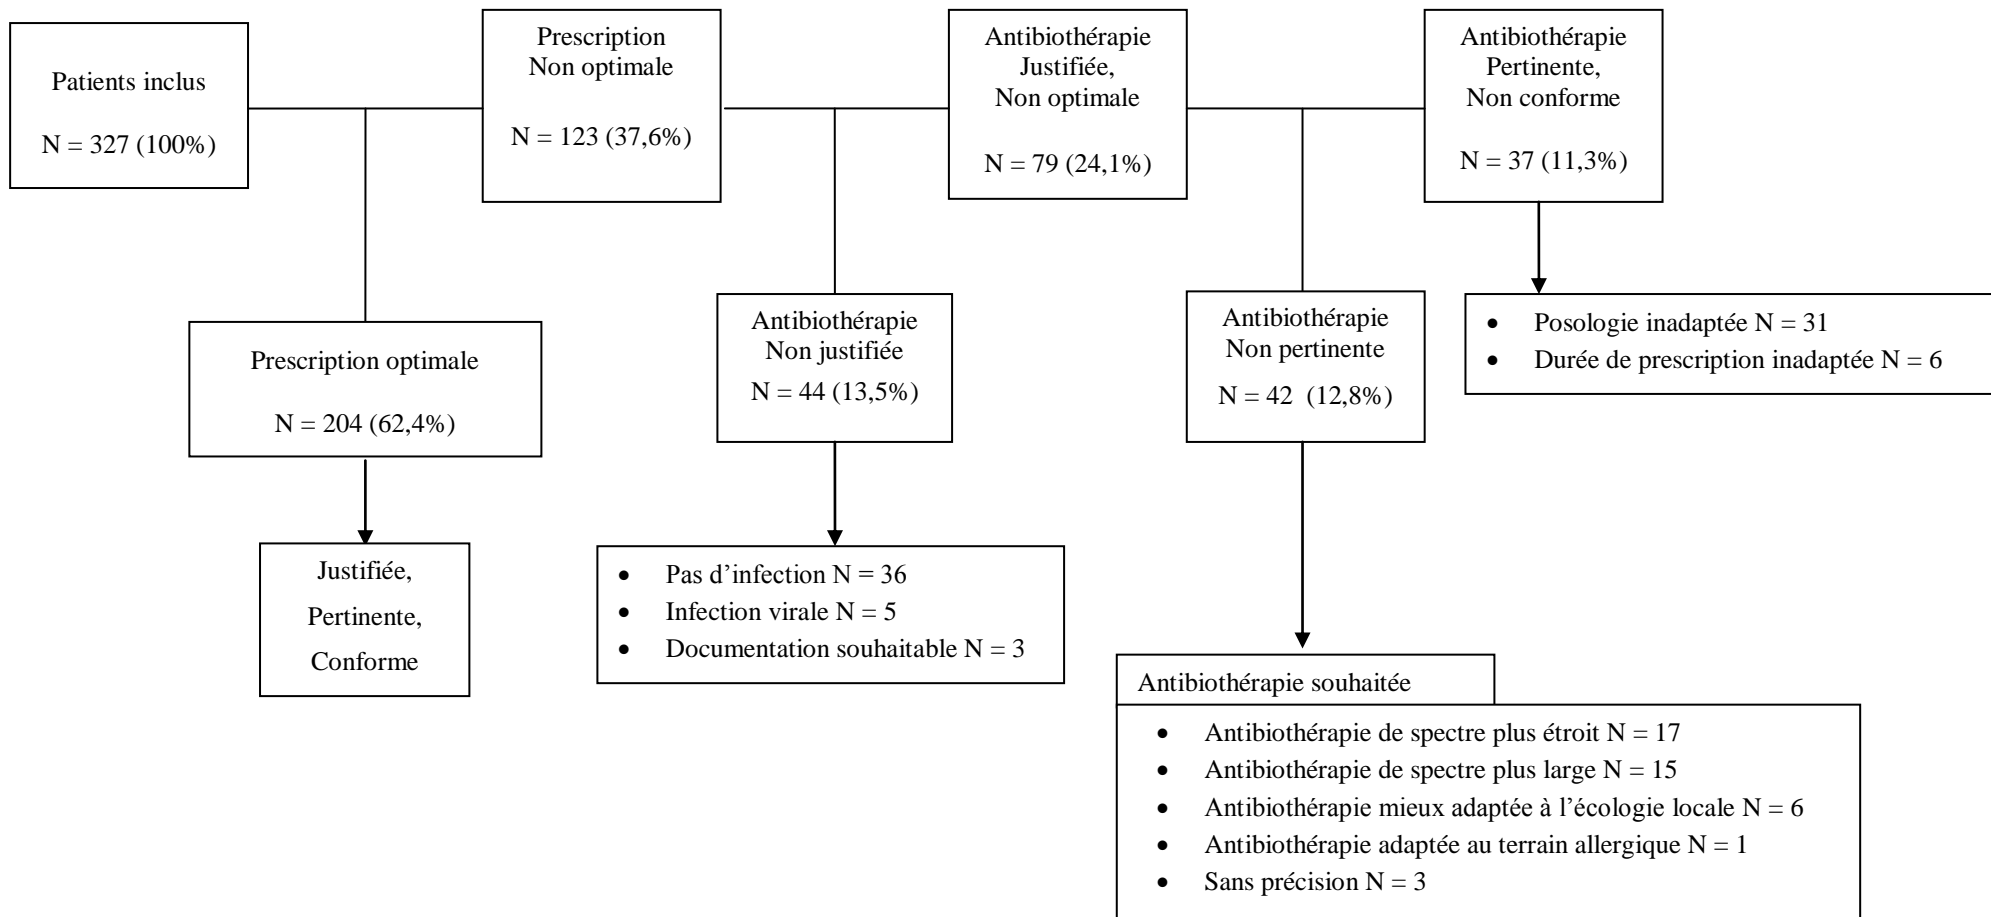 Patients inclus
N = 327 (100%)
Prescription
Non optimale
N = 123 (37,6%)
Antibiothérapie
Justifiée,
Non optimale
N = 79 (24,1%)
Antibiothérapie
Pertinente,
Non conforme
N = 37 (11,3%)
Prescription optimale
N = 204 (62,4%)
Antibiothérapie
Non justifiée
N = 44 (13,5%)
Antibiothérapie
Non pertinente
N = 42 (12,8%)
• Posologie inadaptée N = 31
• Durée de prescription inadaptée N = 6
Justifiée,
Pertinente,
Conforme
• Pas d’infection N = 36
• Infection virale N = 5
• Documentation souhaitable N = 3
Antibiothérapie souhaitée
• Antibiothérapie de spectre plus étroit N = 17
• Antibiothérapie de spectre plus large N = 15
• Antibiothérapie mieux adaptée à l’écologie locale N = 6
• Antibiothérapie adaptée au terrain allergique N = 1
• Sans précision N = 3